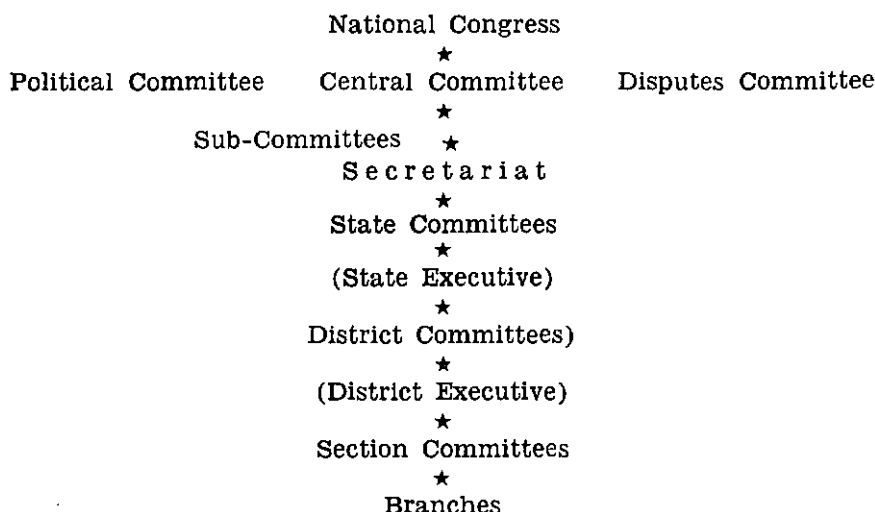 National Congress
★
Political Committee Central Committee Disputes Committee
★
Sub-Committees ★
Secretariat
★
State Committees
★
(State Executive)
★
District Committees)
★
(District Executive)
★
Section Committees
★
Branches